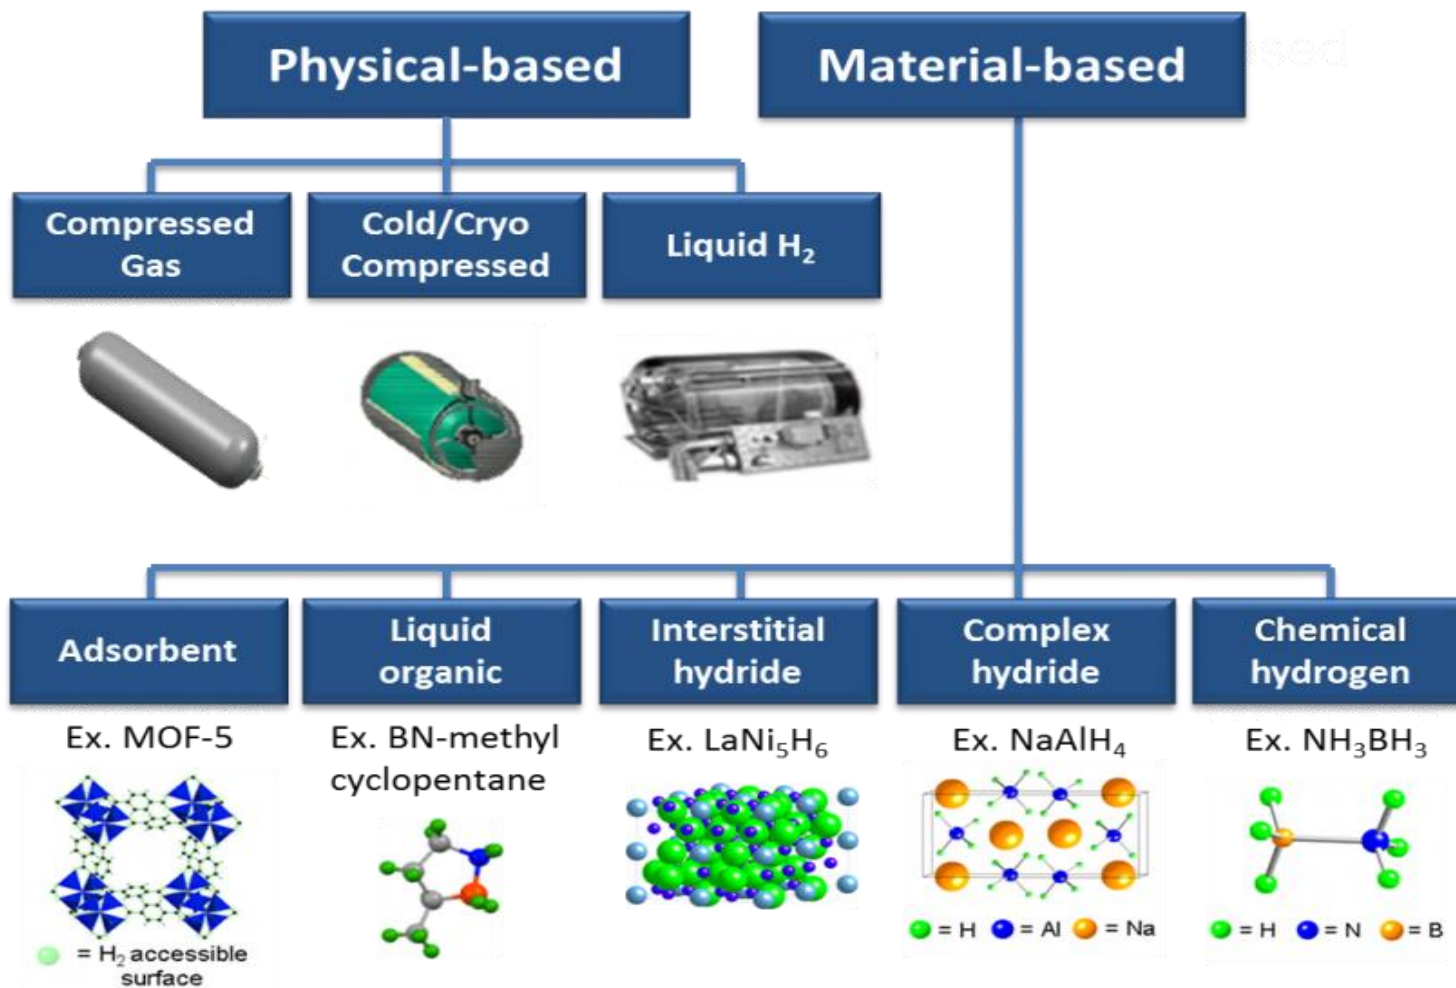 Physical-based
Material-based
Compressed
Gas
Cold/Cryo
Compressed
Liquid H₂
Adsorbent
Liquid
organic
Interstitial
hydride
Complex
hydride
Chemical
hydrogen
Ex. MOF-5
Ex. BN-methyl
cyclopentane
Ex. LaNi₅H₆
Ex. NaAlH₄
Ex. NH₃BH₃
= H₂ accessible
surface
= H = Al = Na
= H = N = B